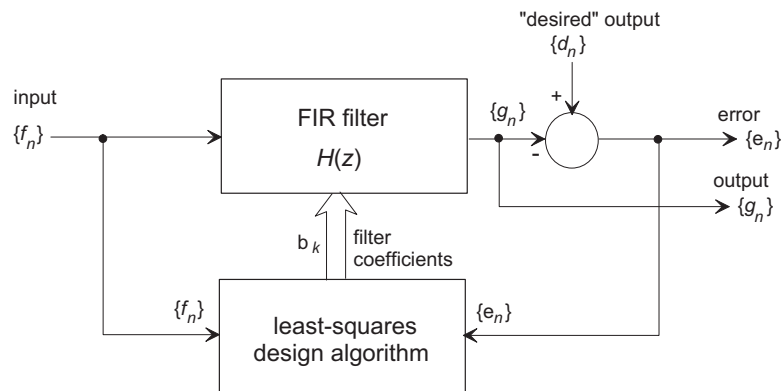 "desired" output
{dₙ}
input
{fₙ}
FIR filter
H(z)
{gₙ}
+
-
error
{eₙ}
output
{gₙ}
bₖ
filter
coefficients
{fₙ}
least-squares
design algorithm
{eₙ}